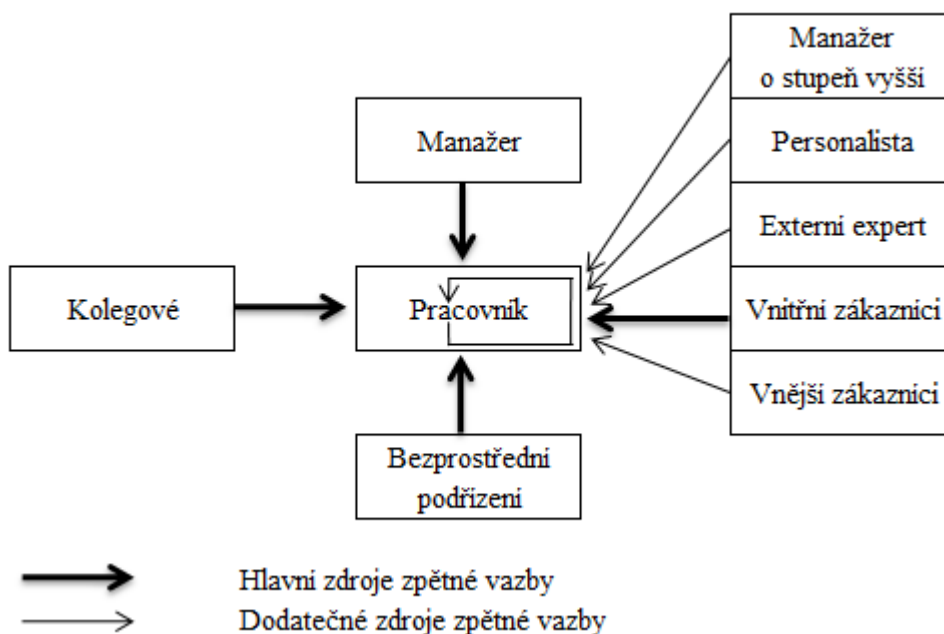 Manažer
o stupeň vyšší
Manažer
Personalista
Externí expert
Kolegové
Pracovník
Vnitřní zákazníci
Vnější zákazníci
Bezprostřední
podřízení
Hlavní zdroje zpětné vazby
Dodatečné zdroje zpětné vazby